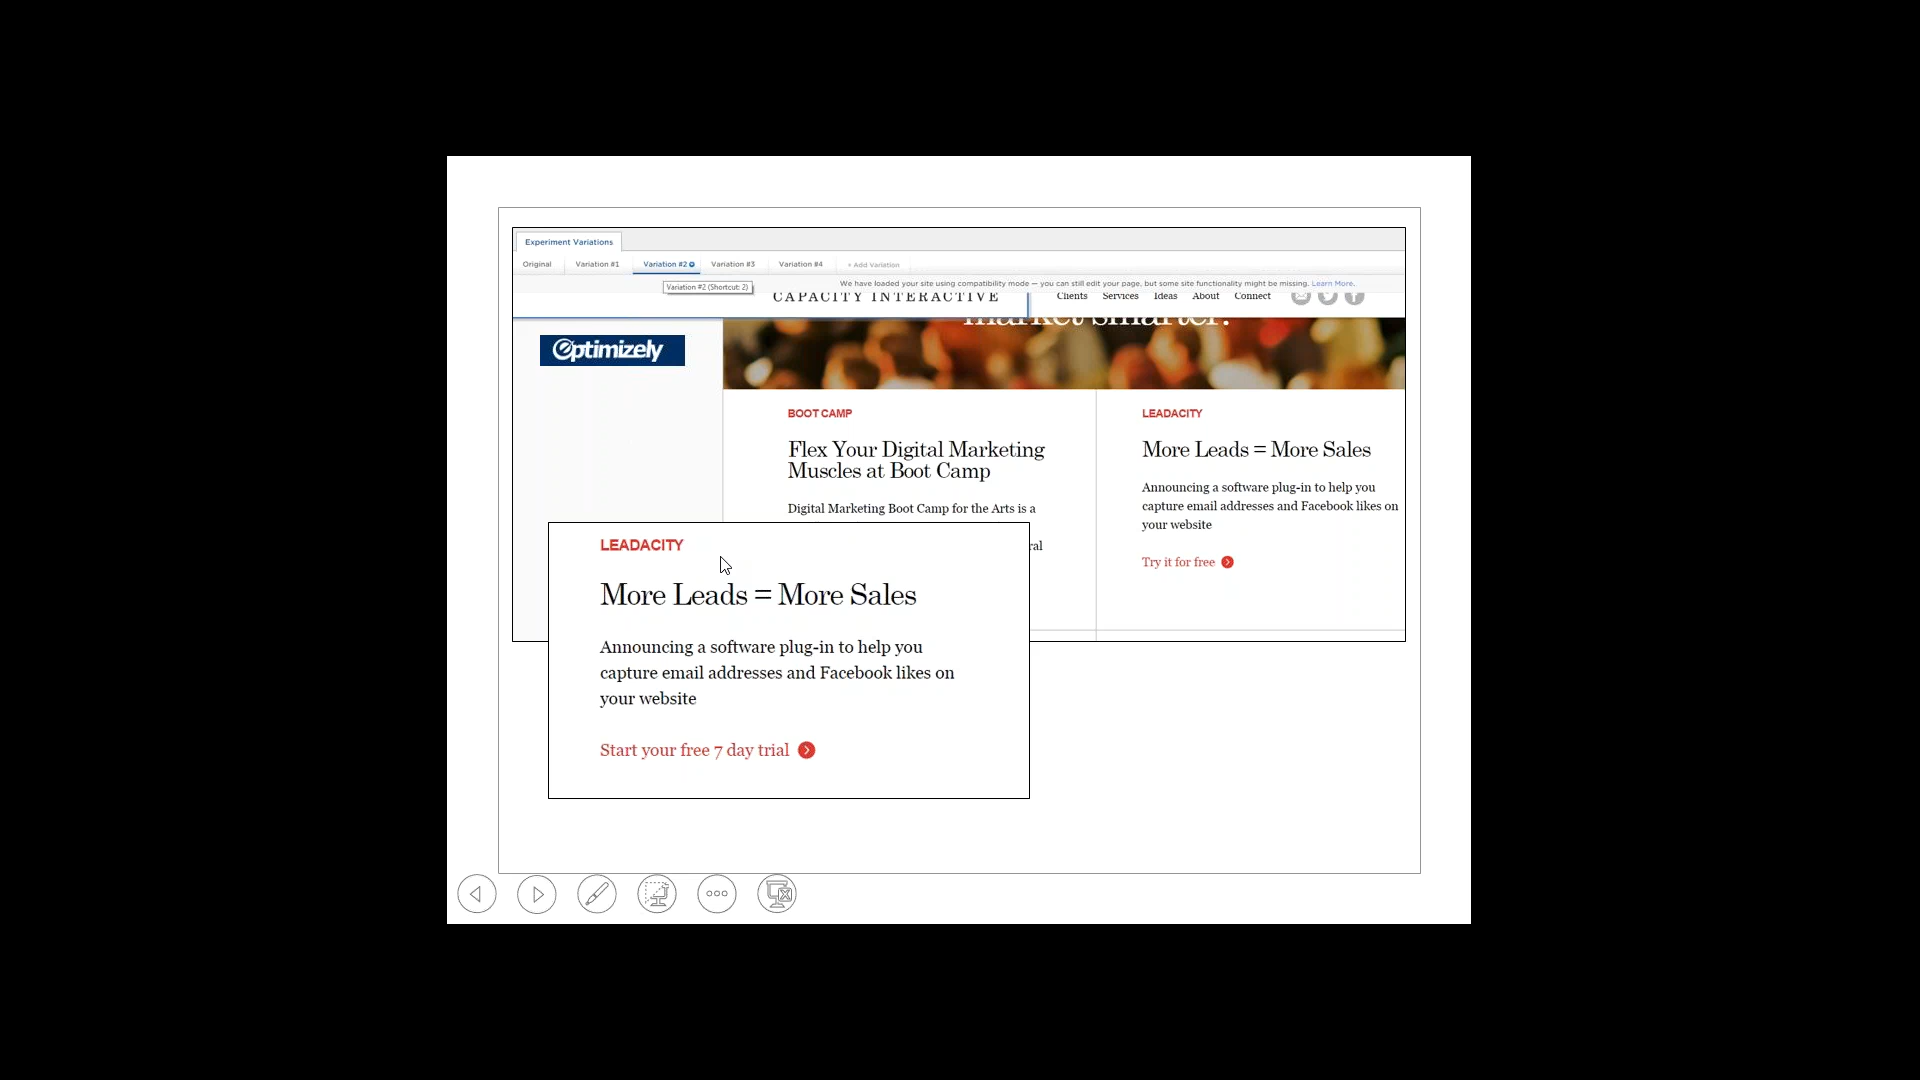 Experiment Variations
Original Variation #1 Variation #2 Variation #3 Variation #4 + Add Variation
We have loaded your site using compatibility mode — you can still edit your page, but some site functionality might be missing. Learn More.
Variation #2 (Shortcut: 2)
CAPACITY INTERACTIVE Clients Services Ideas About Connect
market smarter.
Optimizely
BOOT CAMP
Flex Your Digital Marketing
Muscles at Boot Camp
Digital Marketing Boot Camp for the Arts is a
LEADACITY
More Leads = More Sales
Announcing a software plug-in to help you
capture email addresses and Facebook likes on
your website
Try it for free
LEADACITY
More Leads = More Sales
Announcing a software plug-in to help you
capture email addresses and Facebook likes on
your website
Start your free 7 day trial